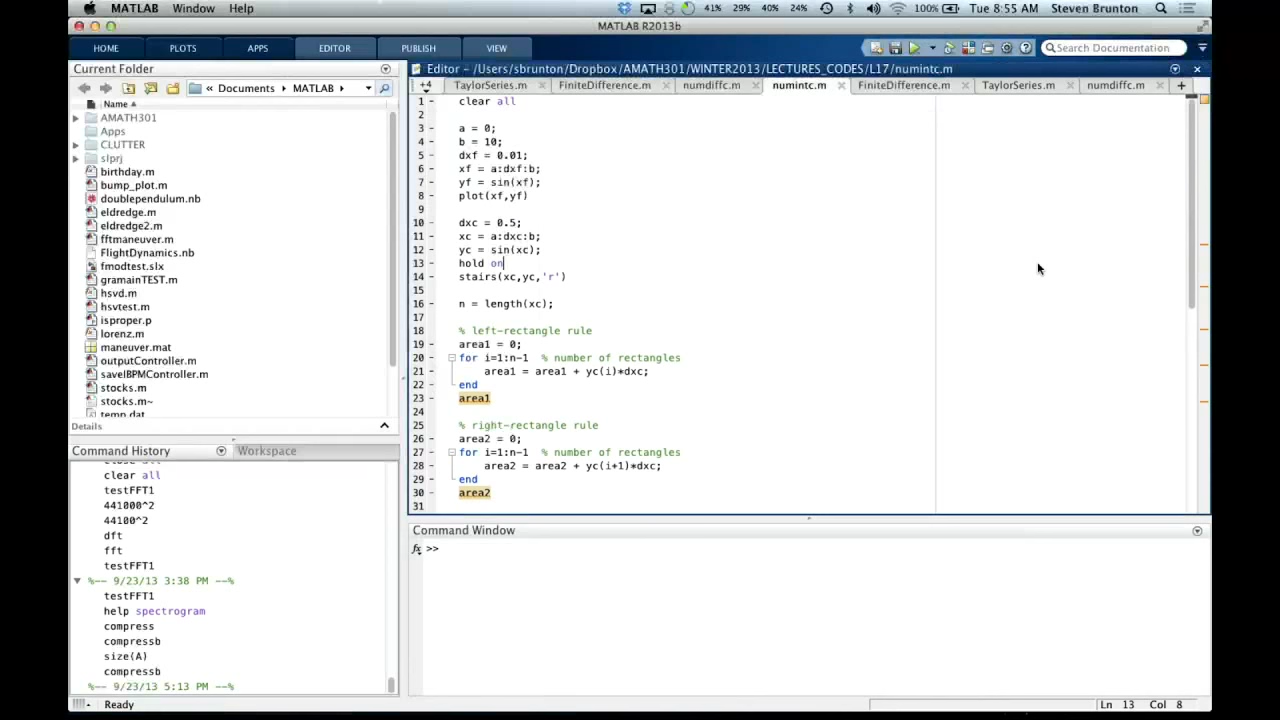 MATLAB Window Help 41% 29% 40% 24% 100% Tue 8:55 AM Steven Brunton
MATLAB R2013b
HOME PLOTS APPS EDITOR PUBLISH VIEW Search Documentation
Current Folder
« Documents ▸ MATLAB ▸
Name ▲
AMATH301
Apps
CLUTTER
slprj
birthday.m
bump_plot.m
doublependulum.nb
eldredge.m
eldredge2.m
fftmaneuver.m
FlightDynamics.nb
fmodtest.slx
gramainTEST.m
hsvd.m
hsvtest.m
isproper.p
lorenz.m
maneuver.mat
outputController.m
saveIBPMController.m
stocks.m
stocks.m~
temp.dat
Details
Command History Workspace
close all
clear all
testFFT1
441000^2
44100^2
dft
fft
testFFT1
%-- 9/23/13 3:38 PM --%
testFFT1
help spectrogram
compress
compressb
size(A)
compressb
%-- 9/23/13 5:13 PM --%
Editor - /Users/sbrunton/Dropbox/AMATH301/WINTER2013/LECTURES_CODES/L17/numintc.m
+4 TaylorSeries.m FiniteDifference.m numdiffc.m numintc.m FiniteDifference.m TaylorSeries.m numdiffc.m +
1 - clear all
2
3 - a = 0;
4 - b = 10;
5 - dxf = 0.01;
6 - xf = a:dxf:b;
7 - yf = sin(xf);
8 - plot(xf,yf)
9
10 - dxc = 0.5;
11 - xc = a:dxc:b;
12 - yc = sin(xc);
13 - hold on
14 - stairs(xc,yc,'r')
15
16 - n = length(xc);
17
18 % left-rectangle rule
19 - area1 = 0;
20 - for i=1:n-1 % number of rectangles
21 - area1 = area1 + yc(i)*dxc;
22 - end
23 - area1
24
25 % right-rectangle rule
26 - area2 = 0;
27 - for i=1:n-1 % number of rectangles
28 - area2 = area2 + yc(i+1)*dxc;
29 - end
30 - area2
31
Command Window
fx >>
Ready Ln 13 Col 8